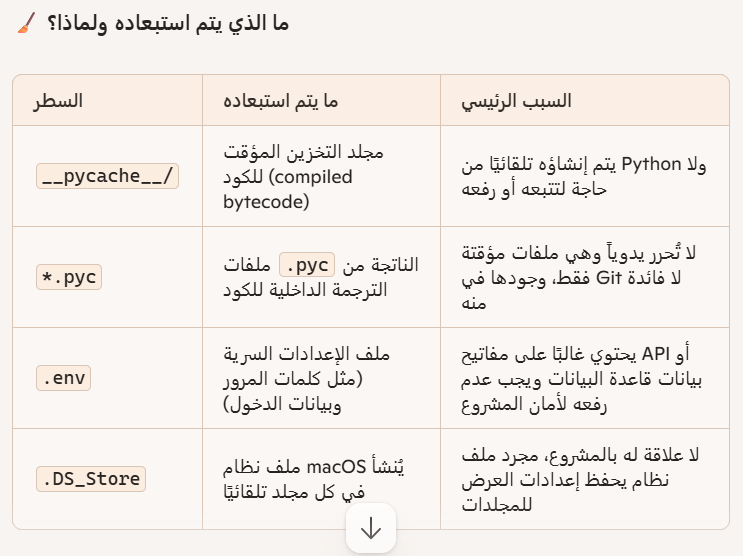 ما الذي يتم استبعاده ولماذا؟
السطر
ما يتم استبعاده
السبب الرئيسي
__pycache__/
مجلد التخزين المؤقت
للكود (compiled
bytecode)
ولا Python يتم إنشاؤه تلقائيًا من
حاجة لتتبعه أو رفعه
*.pyc
ملفات .pyc الناتجة من
الترجمة الداخلية للكود
لا تُحرر يدوياً وهي ملفات مؤقتة
لا فائدة Git فقط، وجودها في
منه
.env
ملف الإعدادات السرية
(مثل كلمات المرور
وبيانات الدخول)
أو API يحتوي غالبًا على مفاتيح
بيانات قاعدة البيانات ويجب عدم
رفعه لأمان المشروع
.DS_Store
يُنشأ macOS ملف نظام
في كل مجلد تلقائيًا
لا علاقة له بالمشروع، مجرد ملف
نظام يحفظ إعدادات العرض
للمجلدات